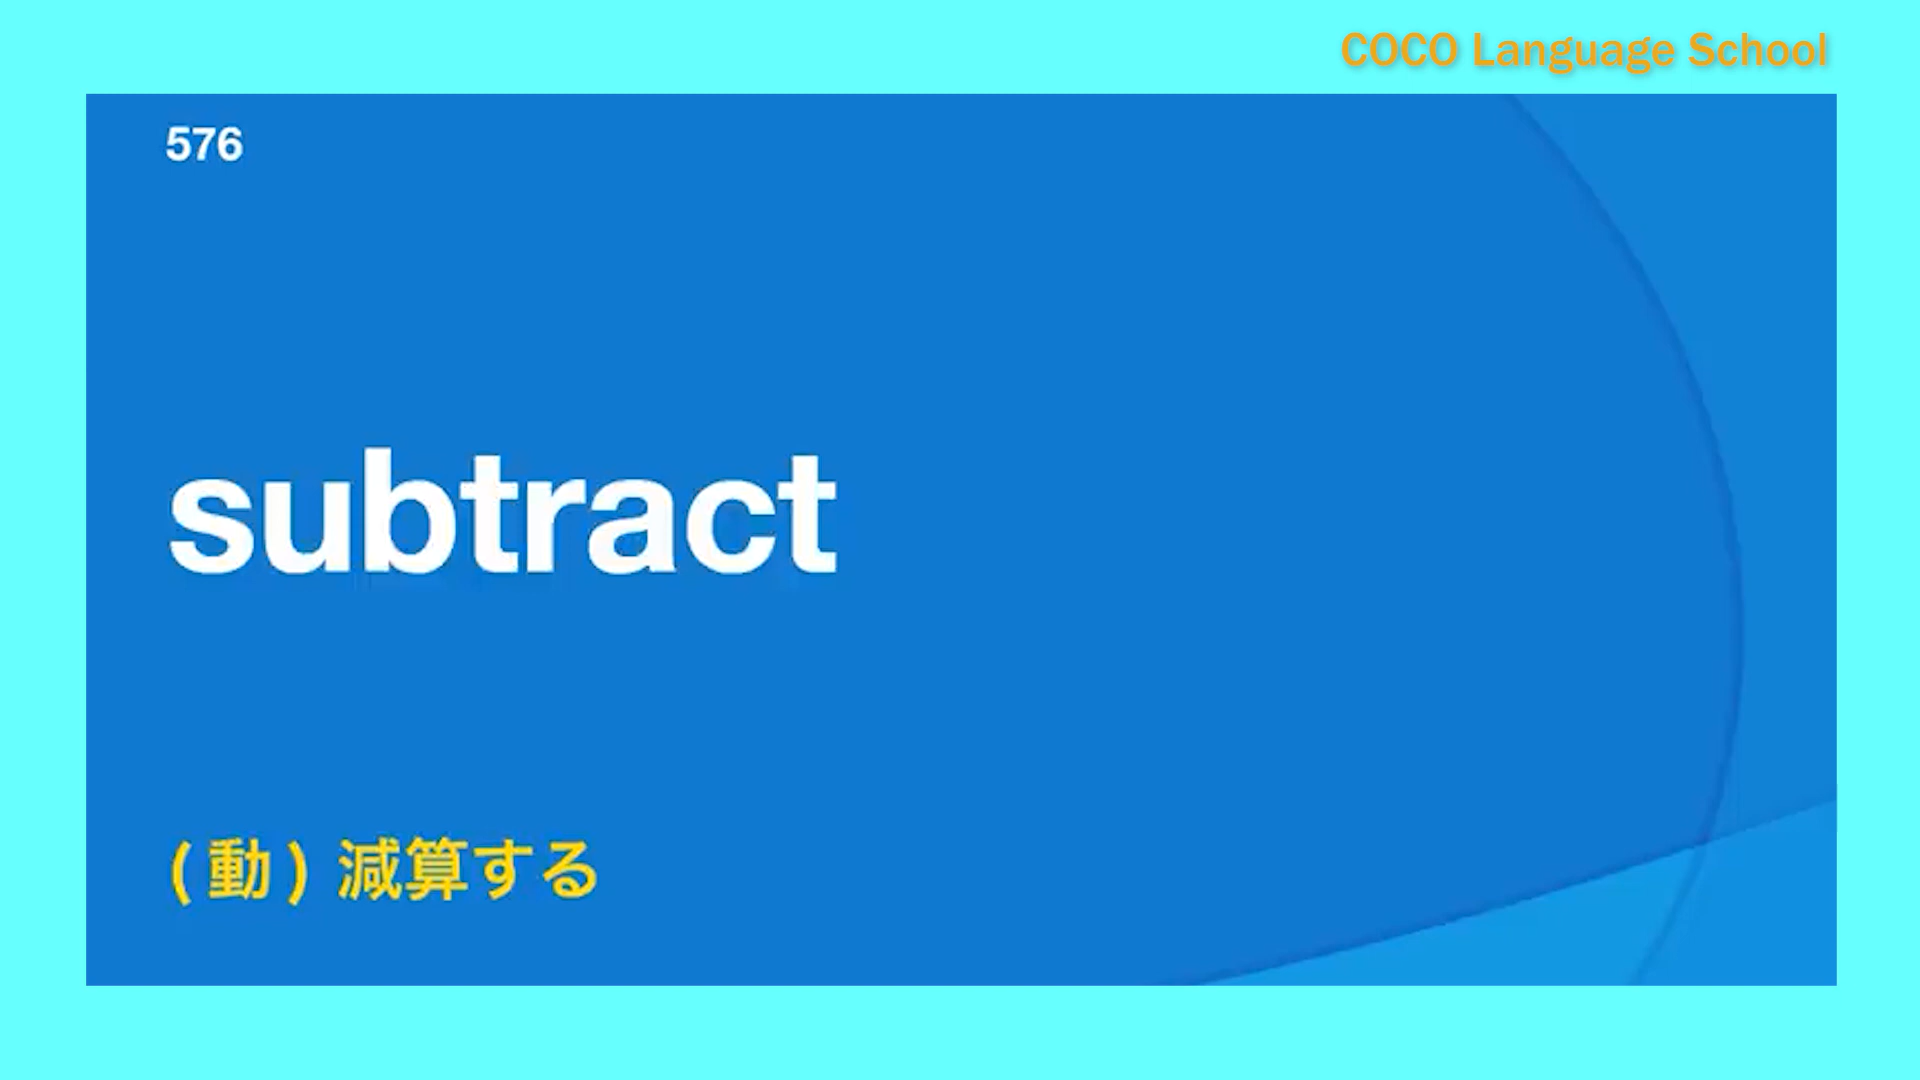 COCO Language School
576
subtract
(動) 減算する